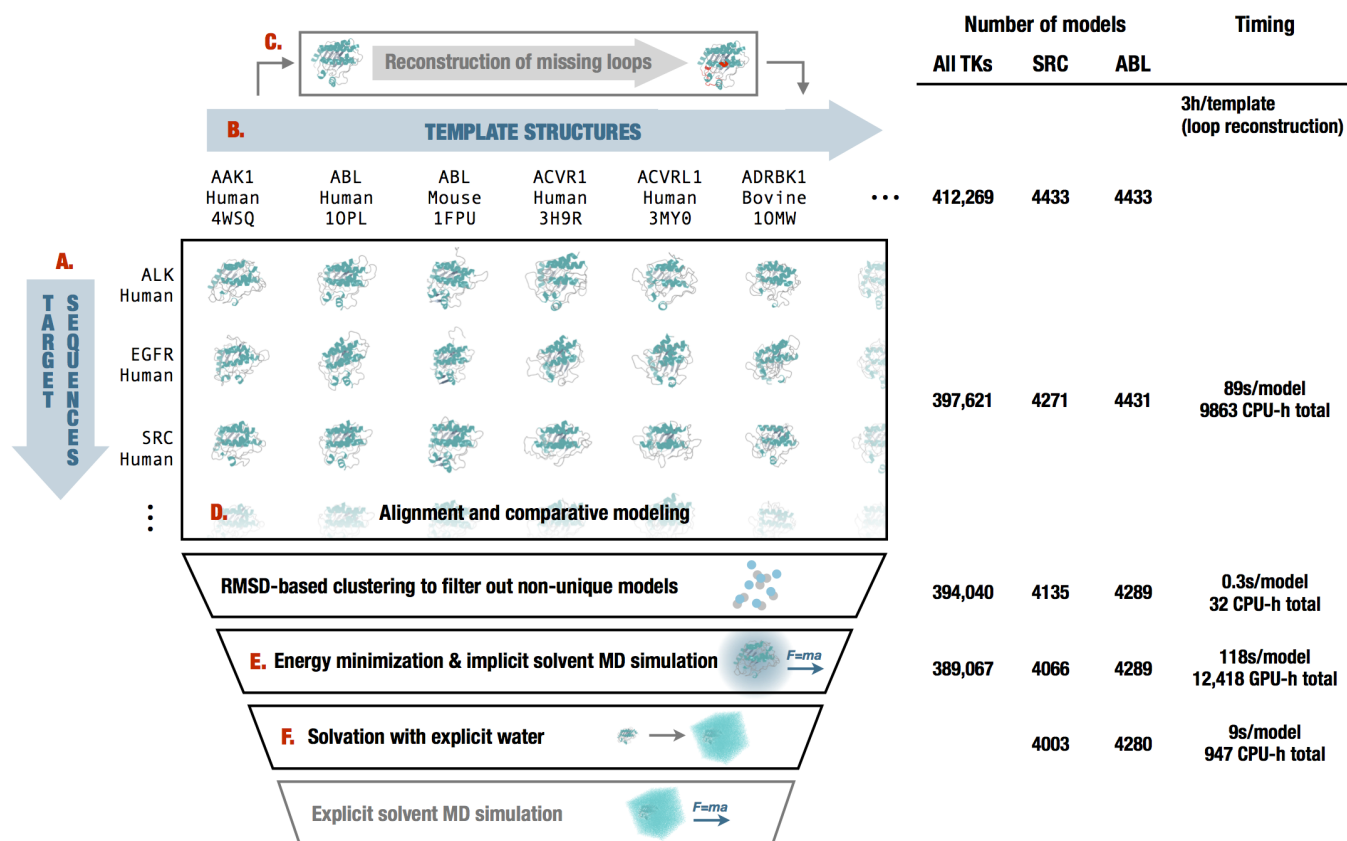 Number of models
Timing
All TKs
SRC
ABL
C.
Reconstruction of missing loops
3h/template
(loop reconstruction)
B.
TEMPLATE STRUCTURES
AAK1
Human
4WSQ
ABL
Human
1OPL
ABL
Mouse
1FPU
ACVR1
Human
3H9R
ACVRL1
Human
3MY0
ADRBK1
Bovine
1OMW
...
412,269
4433
4433
A.
TARGET
SEQUENCES
ALK
Human
EGFR
Human
SRC
Human
⋮
397,621
4271
4431
89s/model
9863 CPU-h total
D.
Alignment and comparative modeling
RMSD-based clustering to filter out non-unique models
394,040
4135
4289
0.3s/model
32 CPU-h total
E.
Energy minimization & implicit solvent MD simulation
F=ma
389,067
4066
4289
118s/model
12,418 GPU-h total
F.
Solvation with explicit water
4003
4280
9s/model
947 CPU-h total
Explicit solvent MD simulation
F=ma